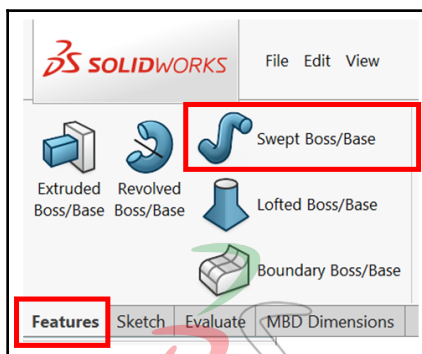 SOLIDWORKS File Edit View
Swept Boss/Base
Extruded Boss/Base
Revolved Boss/Base
Lofted Boss/Base
Boundary Boss/Base
Features Sketch Evaluate MBD Dimensions